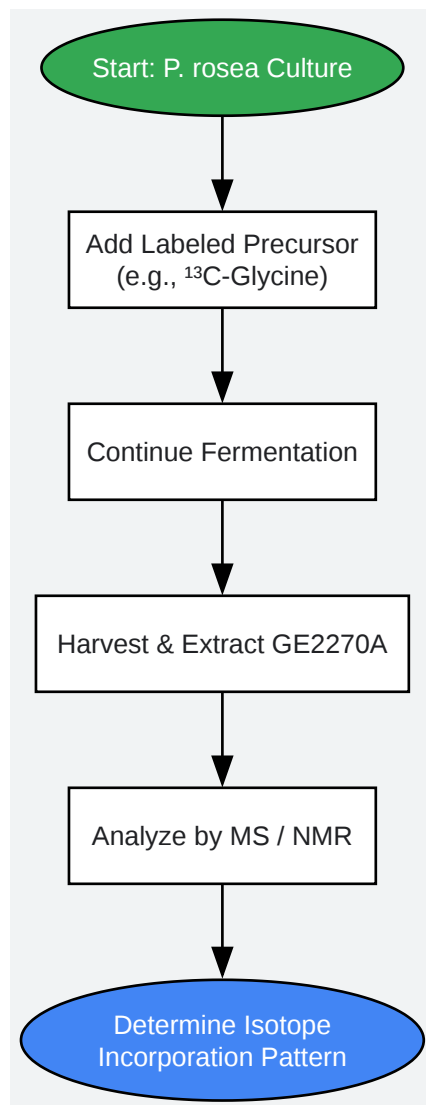 Start: P. rosea Culture
Add Labeled Precursor
(e.g., ¹³C-Glycine)
Continue Fermentation
Harvest & Extract GE2270A
Analyze by MS / NMR
Determine Isotope
Incorporation Pattern